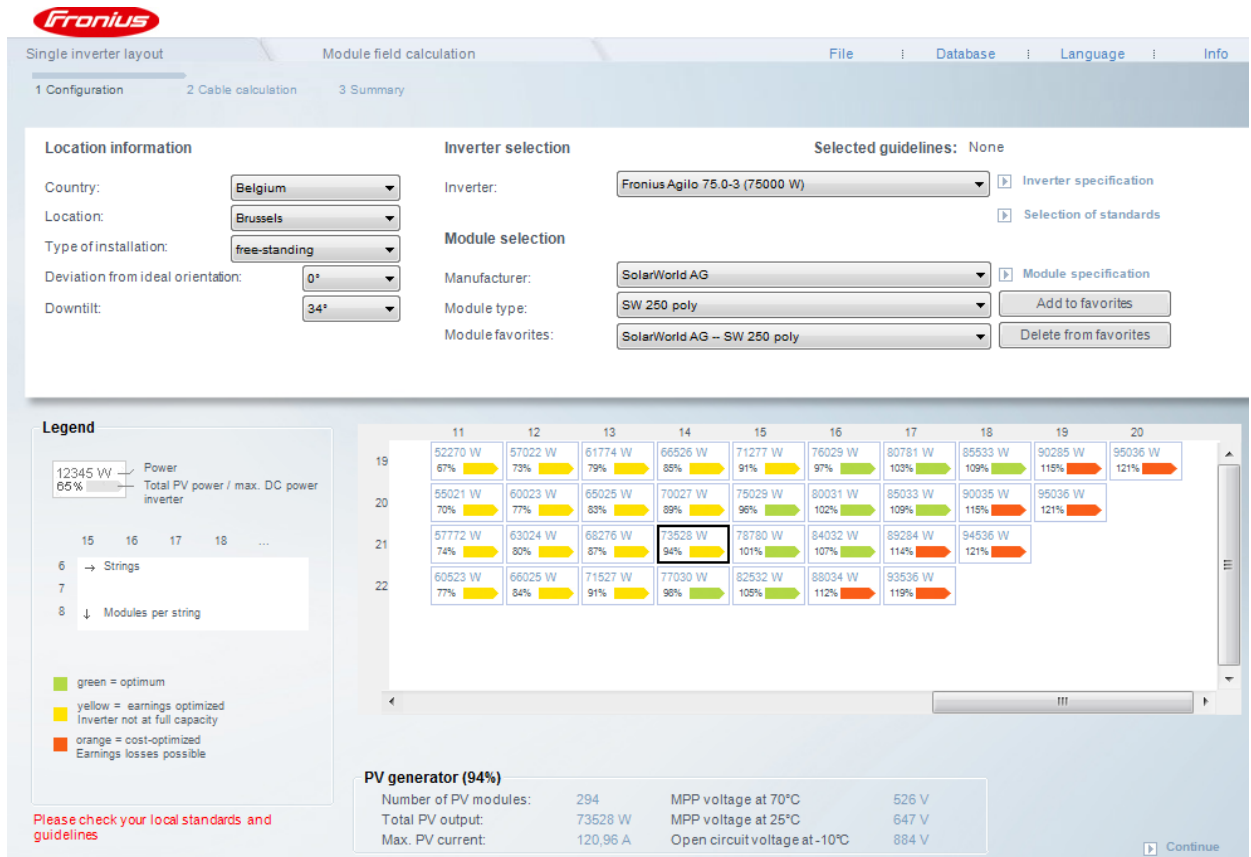 Fronius
Single inverter layout Module field calculation File Database Language Info
1 Configuration 2 Cable calculation 3 Summary
Location information
Country: Belgium
Location: Brussels
Type of installation: free-standing
Deviation from ideal orientation: 0°
Downtilt: 34°
Inverter selection Selected guidelines: None
Inverter: Fronius Agilo 75.0-3 (75000 W) Inverter specification
Selection of standards
Module selection
Manufacturer: SolarWorld AG Module specification
Module type: SW 250 poly Add to favorites
Module favorites: SolarWorld AG -- SW 250 poly Delete from favorites
Legend
12345 W Power
65% Total PV power / max. DC power
inverter
15 16 17 18 ...
6 → Strings
7
8 ↓ Modules per string
green = optimum
yellow = earnings optimized
Inverter not at full capacity
orange = cost-optimized
Earnings losses possible
Please check your local standards and
guidelines
11 12 13 14 15 16 17 18 19 20
19 52270 W 57022 W 61774 W 66526 W 71277 W 76029 W 80781 W 85533 W 90285 W 95036 W
67% 73% 79% 85% 91% 97% 103% 109% 115% 121%
20 55021 W 60023 W 65025 W 70027 W 75029 W 80031 W 85033 W 90035 W 95036 W
70% 77% 83% 89% 96% 102% 109% 115% 121%
21 57772 W 63024 W 68276 W 73528 W 78780 W 84032 W 89284 W 94536 W
74% 80% 87% 94% 101% 107% 114% 121%
22 60523 W 66025 W 71527 W 77030 W 82532 W 88034 W 93536 W
77% 84% 91% 98% 105% 112% 119%
PV generator (94%)
Number of PV modules: 294 MPP voltage at 70°C 526 V
Total PV output: 73528 W MPP voltage at 25°C 647 V
Max. PV current: 120,96 A Open circuit voltage at -10°C 884 V
Continue